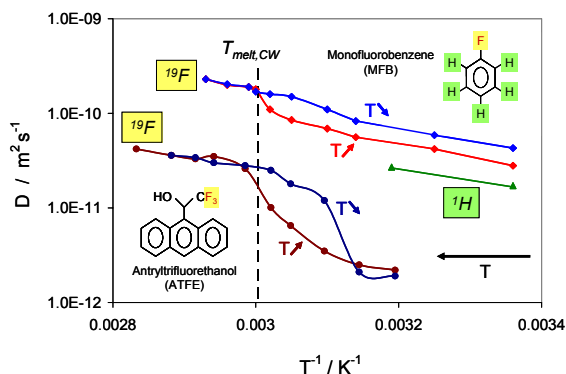 1.0E-09
1.0E-10
1.0E-11
1.0E-12
D / m² s⁻¹
0.0028
0.003
0.0032
0.0034
T⁻¹ / K⁻¹
Tmelt,CW
¹⁹F
¹⁹F
Monofluorobenzene
(MFB)
F
H
H
H
H
H
T
T
¹H
T
T
T
HO
CF₃
Antryltrifluorethanol
(ATFE)